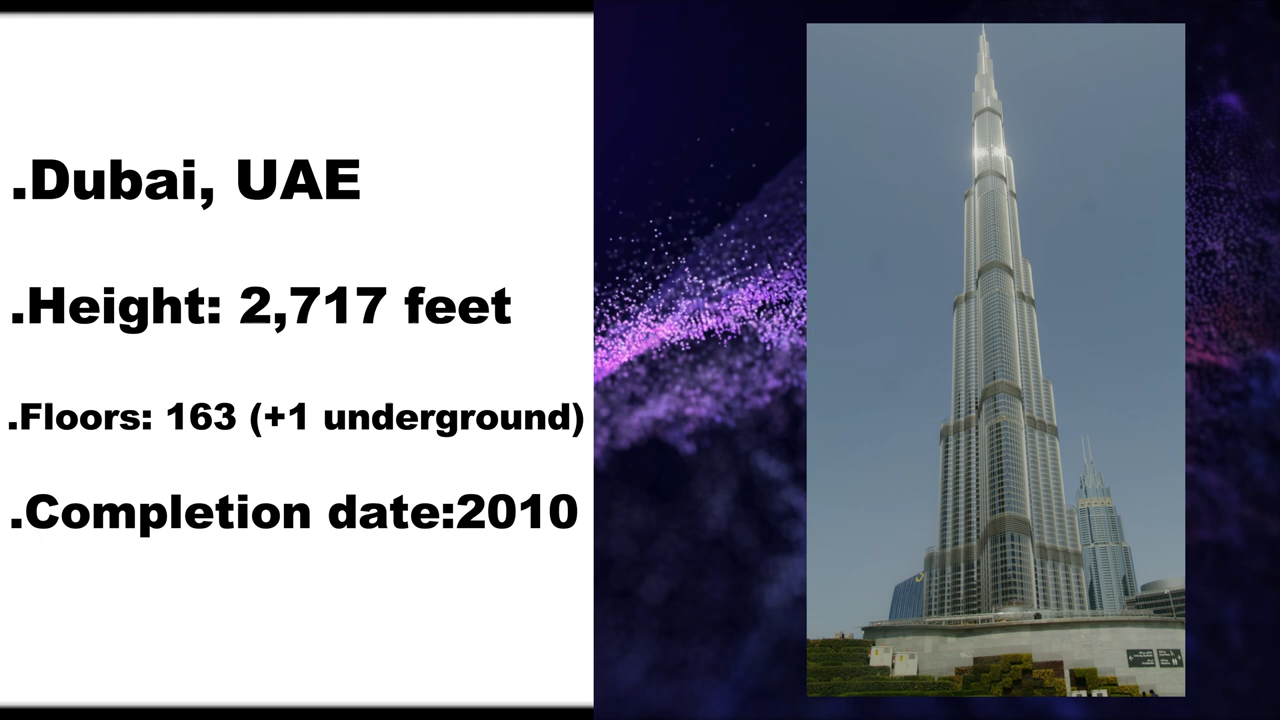 .Dubai, UAE
.Height: 2,717 feet
.Floors: 163 (+1 underground)
.Completion date:2010